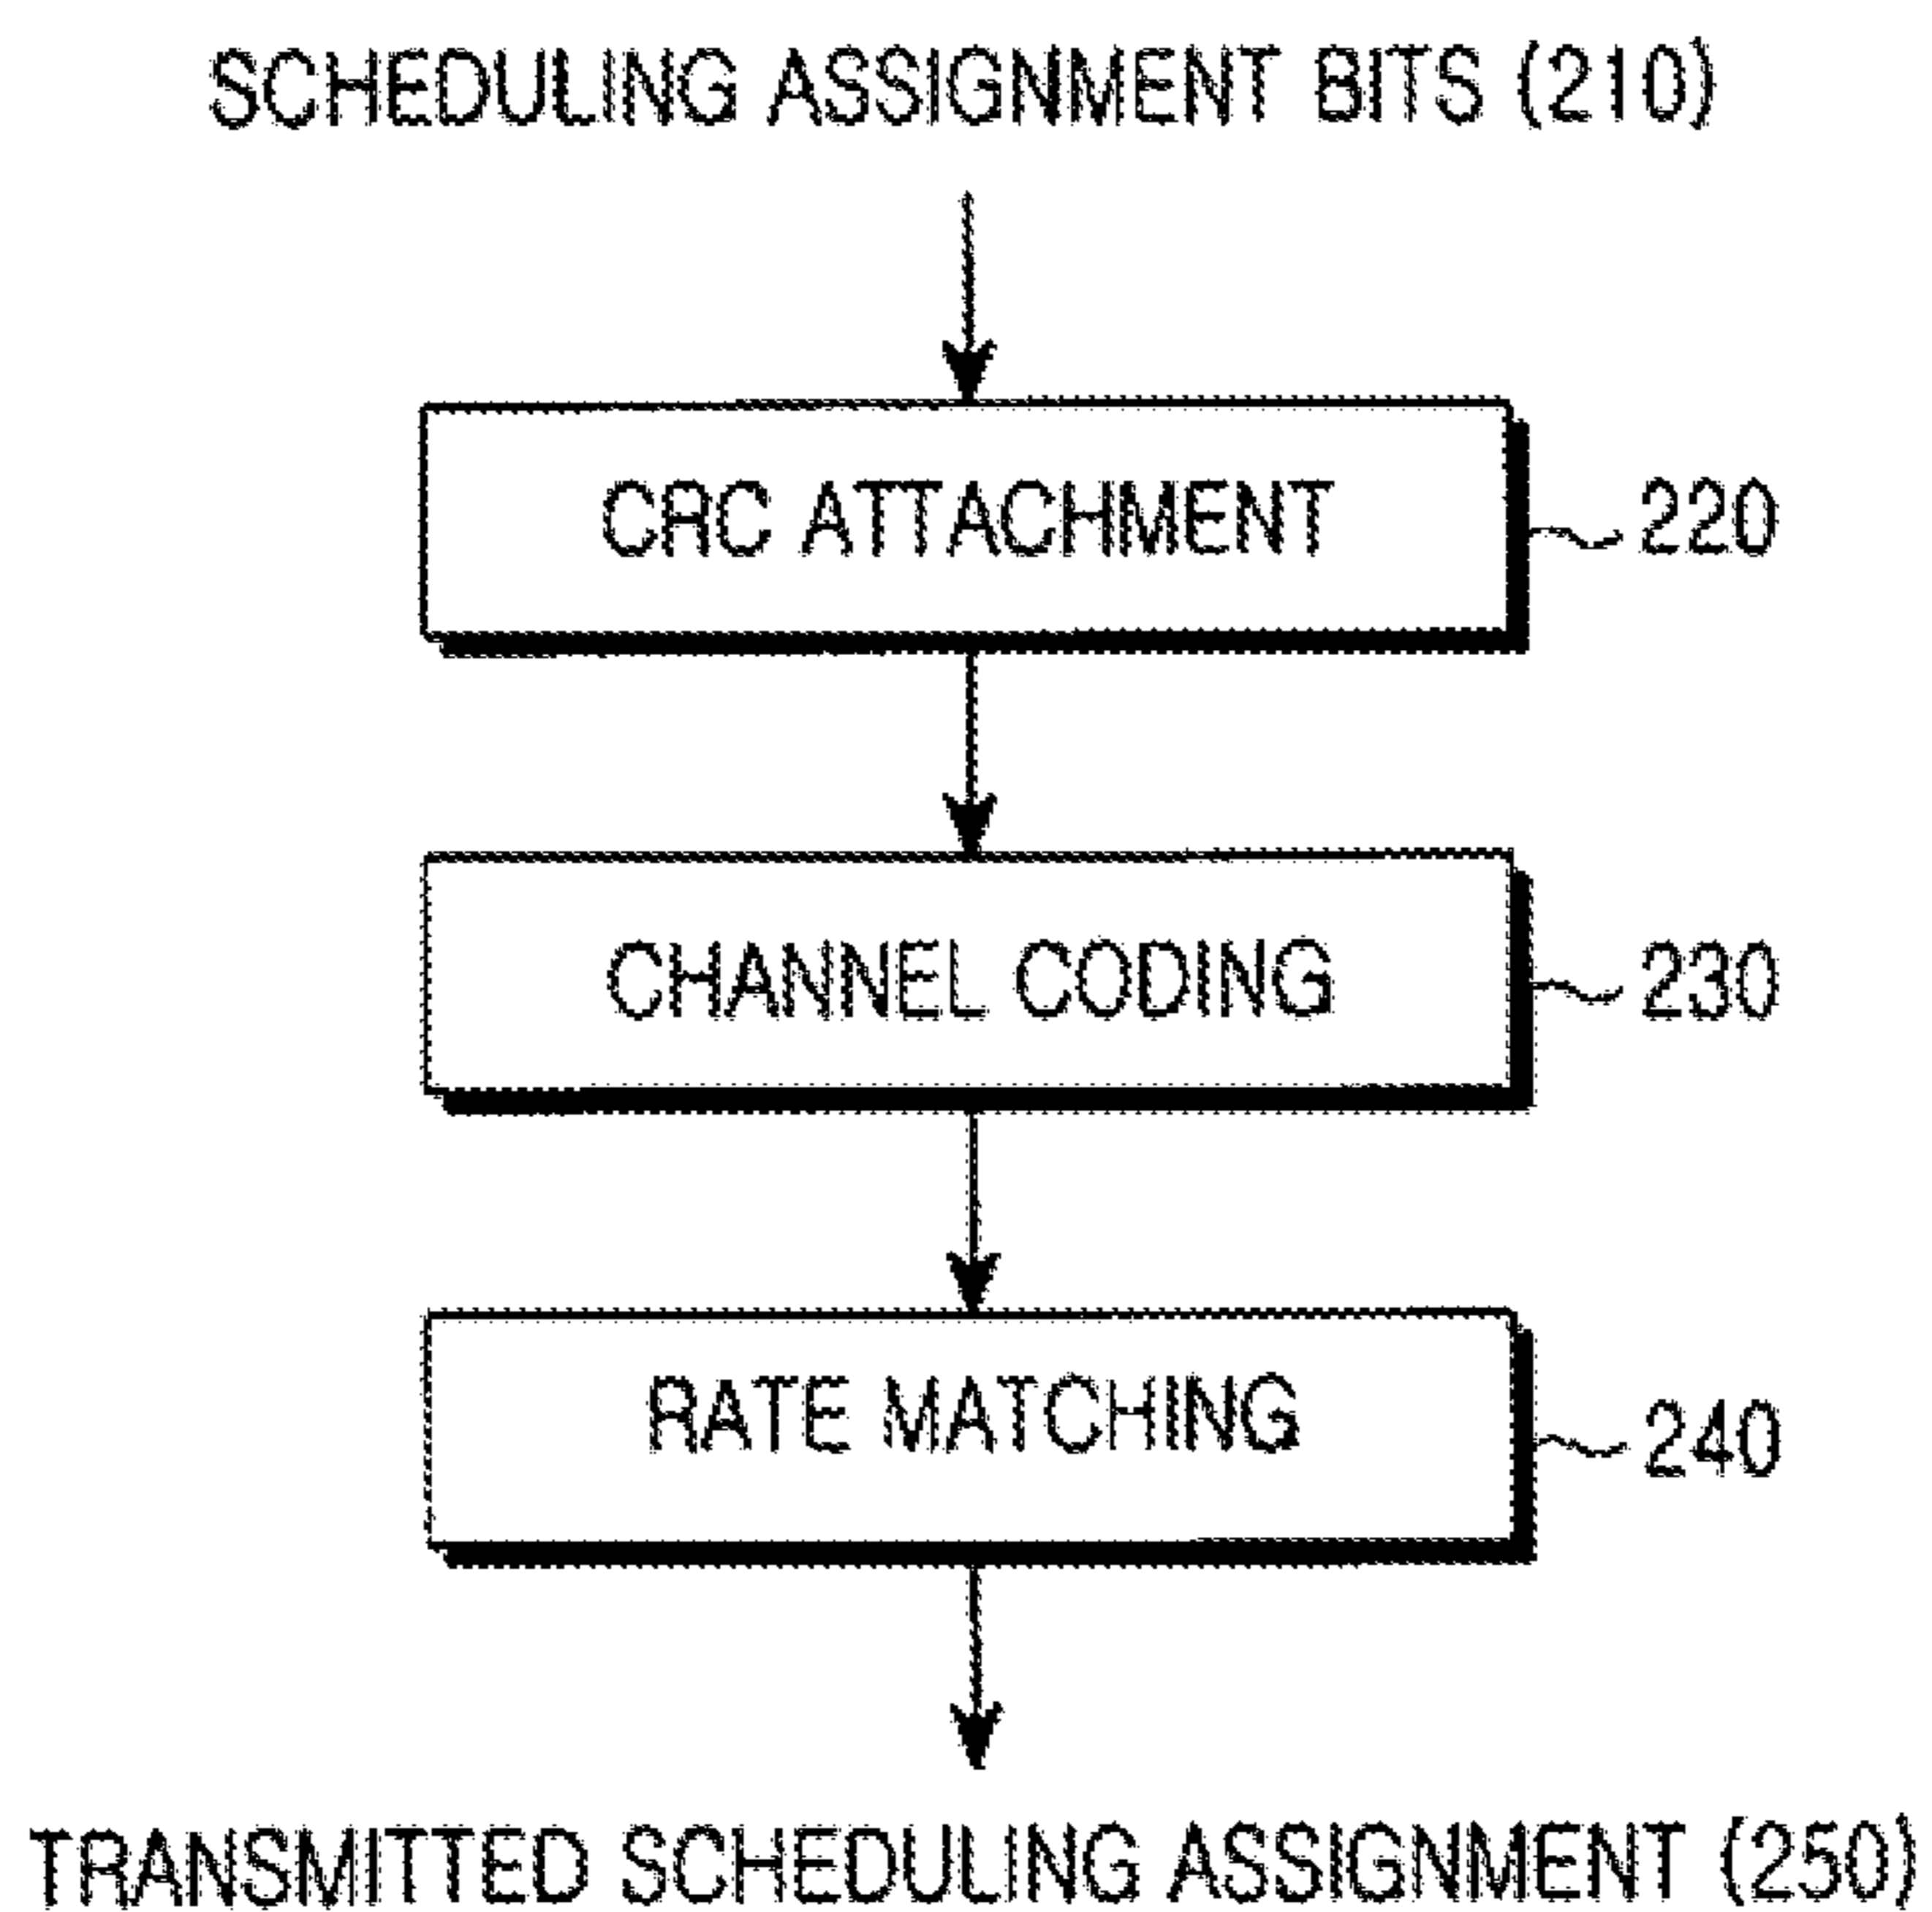 SCHEDULING ASSIGNMENT BITS (210)
CRC ATTACHMENT
220
CHANNEL CODING
230
RATE MATCHING
240
TRANSMITTED SCHEDULING ASSIGNMENT (250)